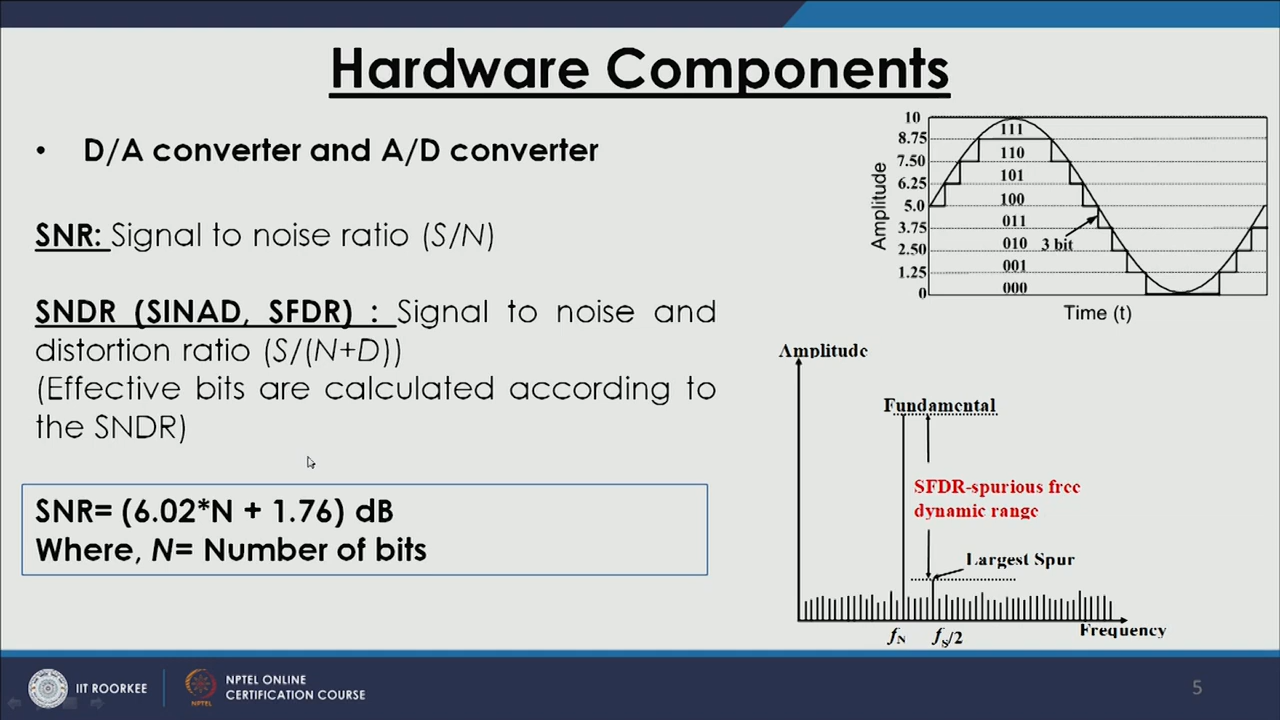 Hardware Components
• D/A converter and A/D converter
SNR: Signal to noise ratio (S/N)
SNDR (SINAD, SFDR) : Signal to noise and
distortion ratio (S/(N+D))
(Effective bits are calculated according to
the SNDR)
SNR= (6.02*N + 1.76) dB
Where, N= Number of bits
Amplitude
10
8.75
7.50
6.25
5.0
3.75
2.50
1.25
0
111
110
101
100
011
010
001
000
3 bit
Time (t)
Amplitude
Fundamental
SFDR-spurious free
dynamic range
Largest Spur
fN
fS/2
Frequency
IIT ROORKEE
NPTEL
NPTEL ONLINE
CERTIFICATION COURSE
5